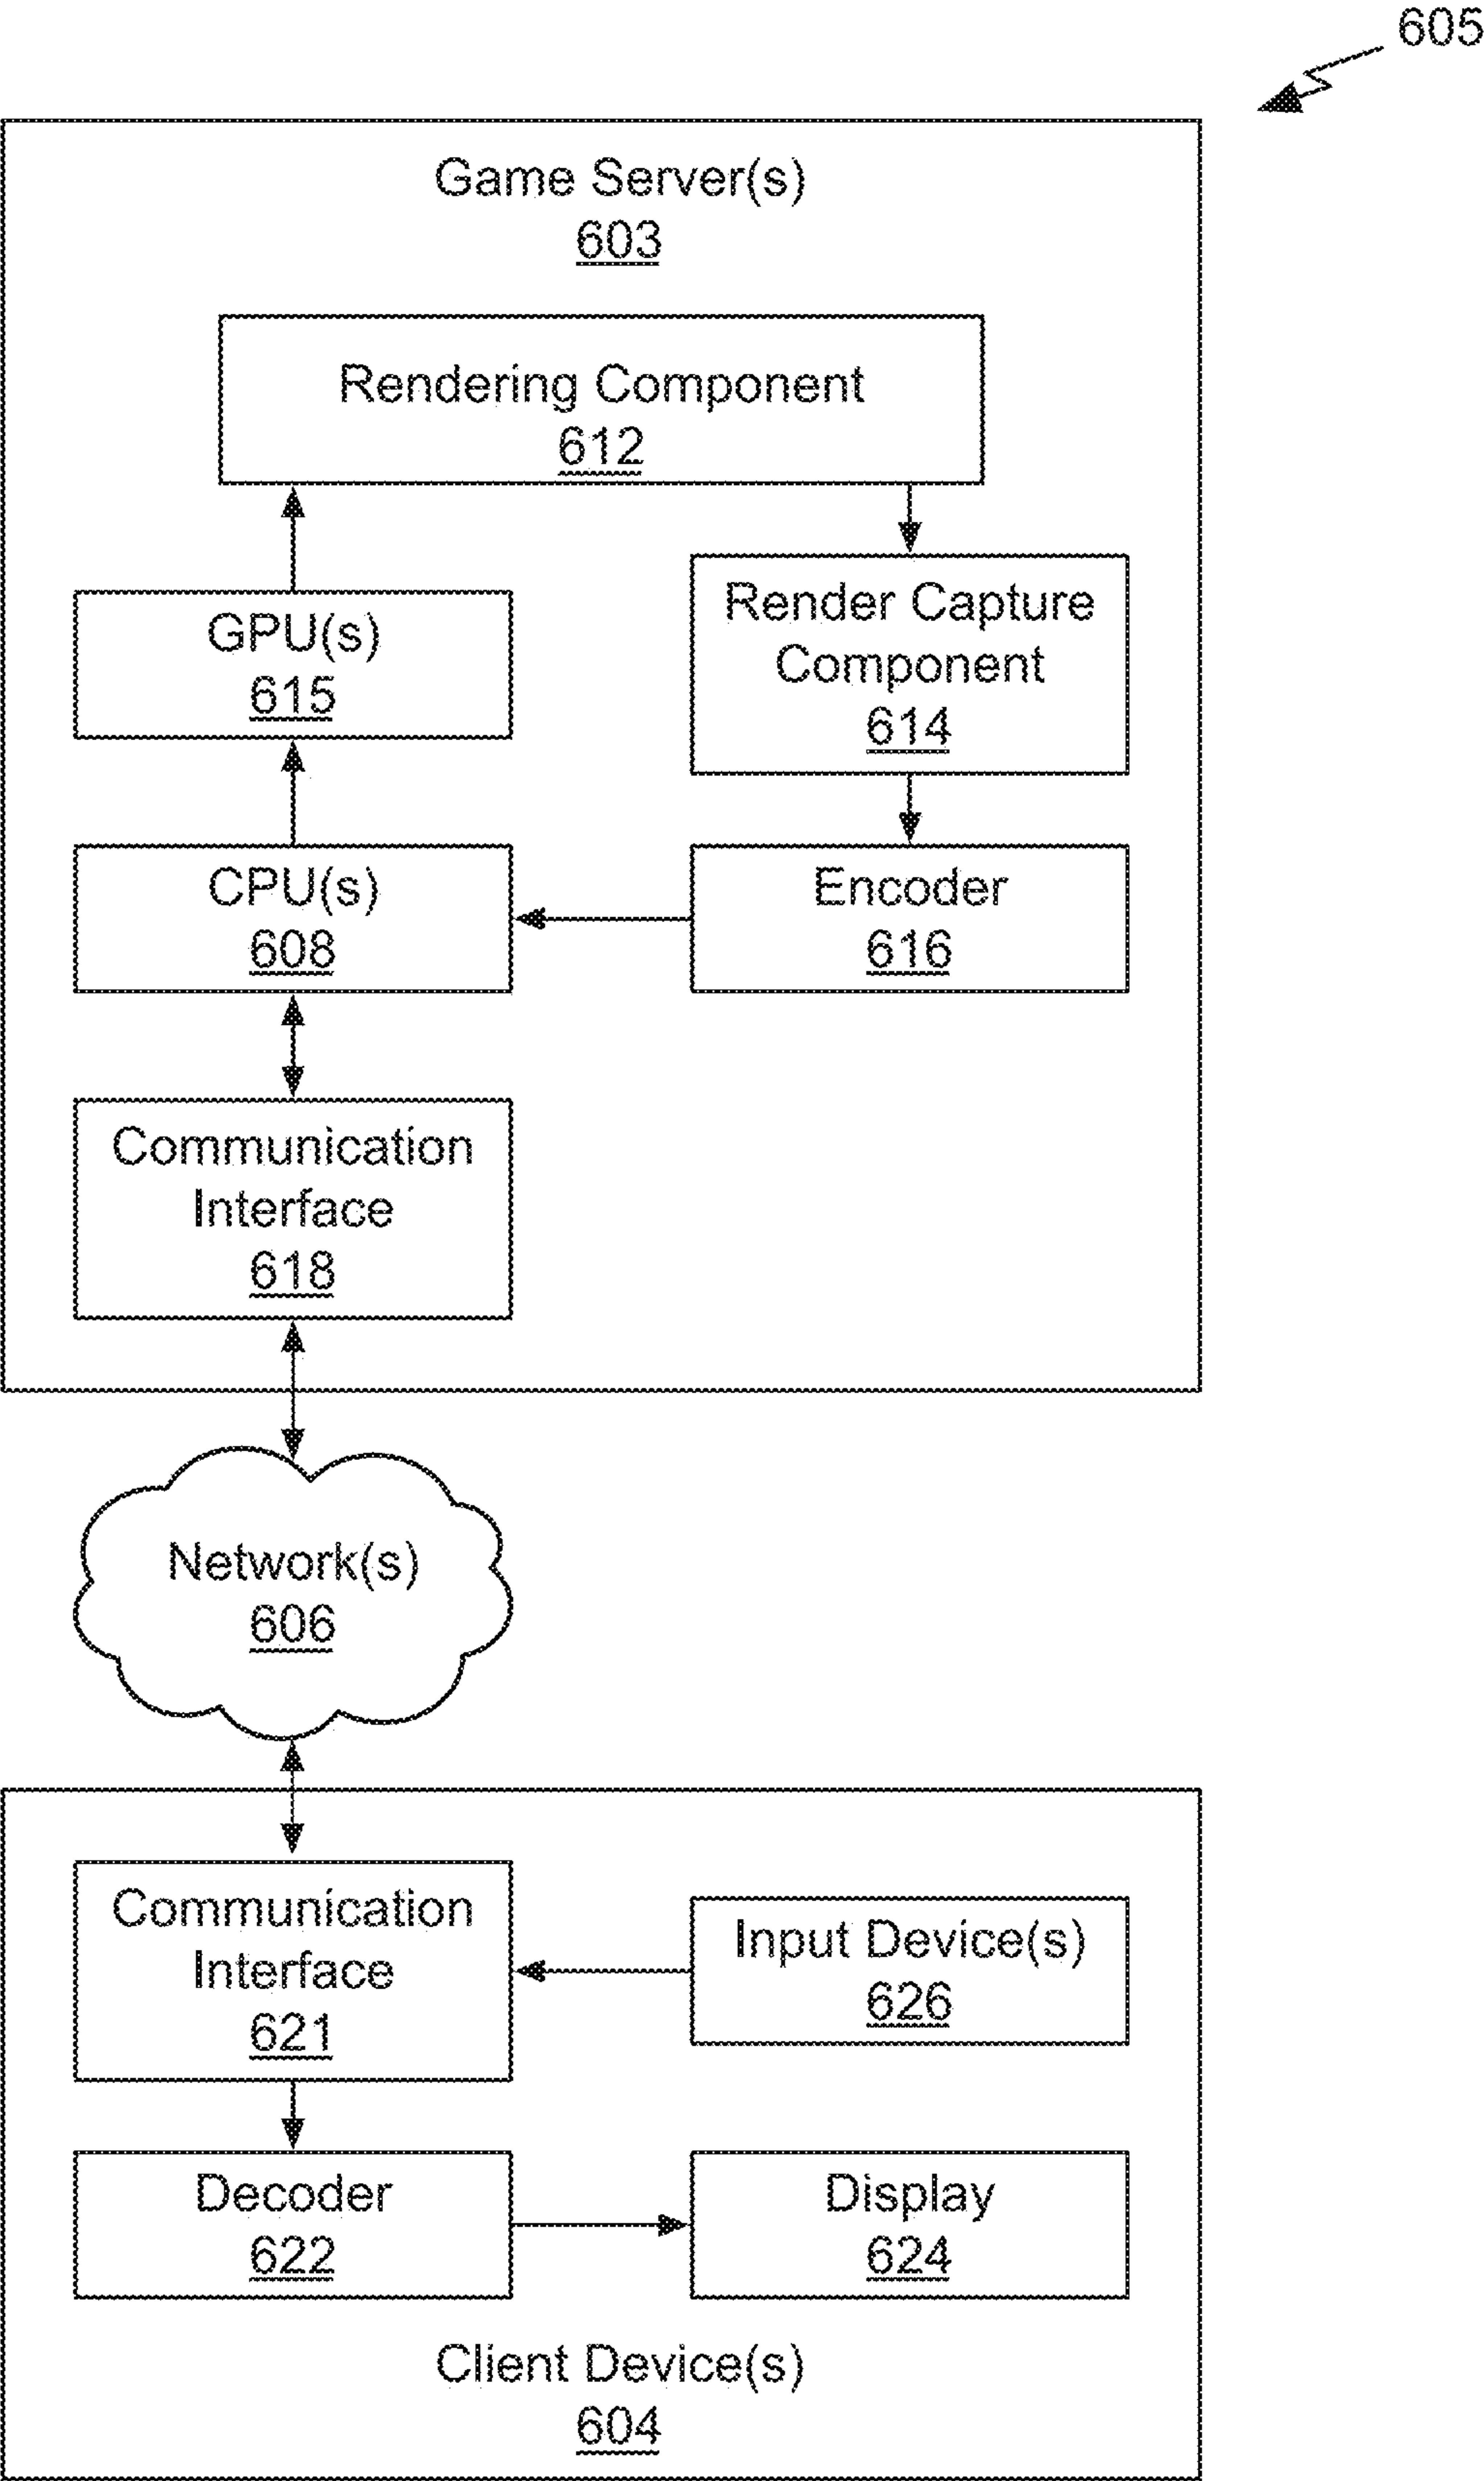 605
Game Server(s)
603
Rendering Component
612
GPU(s)
615
Render Capture
Component
614
CPU(s)
608
Encoder
616
Communication
Interface
618
Network(s)
606
Communication
Interface
621
Input Device(s)
626
Decoder
622
Display
624
Client Device(s)
604